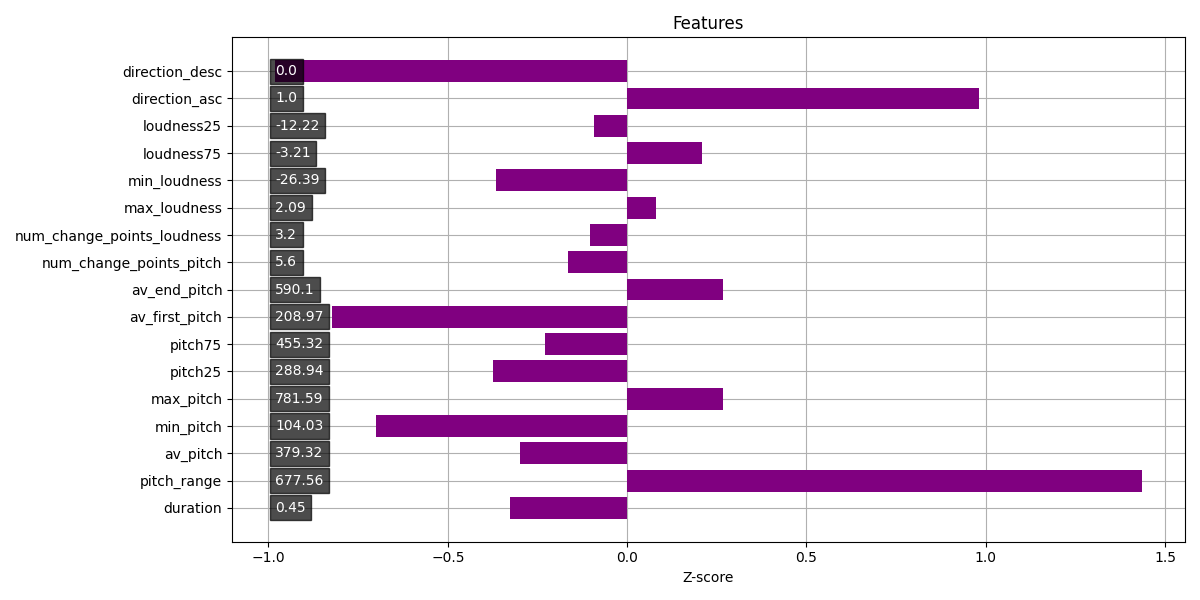 Features
direction_desc 0.0
direction_asc 1.0
loudness25 -12.22
loudness75 -3.21
min_loudness -26.39
max_loudness 2.09
num_change_points_loudness 3.2
num_change_points_pitch 5.6
av_end_pitch 590.1
av_first_pitch 208.97
pitch75 455.32
pitch25 288.94
max_pitch 781.59
min_pitch 104.03
av_pitch 379.32
pitch_range 677.56
duration 0.45
−1.0 −0.5 0.0 0.5 1.0 1.5
Z-score